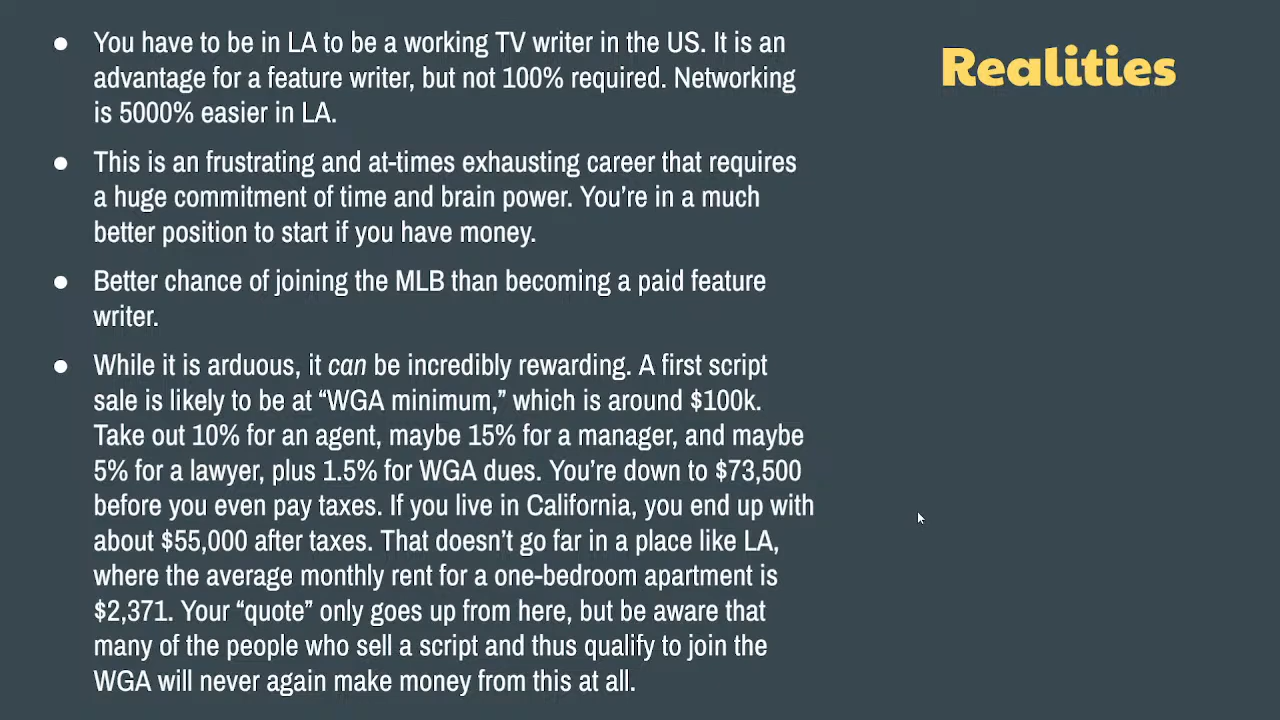 Realities
● You have to be in LA to be a working TV writer in the US. It is an
advantage for a feature writer, but not 100% required. Networking
is 5000% easier in LA.
● This is an frustrating and at-times exhausting career that requires
a huge commitment of time and brain power. You’re in a much
better position to start if you have money.
● Better chance of joining the MLB than becoming a paid feature
writer.
● While it is arduous, it can be incredibly rewarding. A first script
sale is likely to be at “WGA minimum,” which is around $100k.
Take out 10% for an agent, maybe 15% for a manager, and maybe
5% for a lawyer, plus 1.5% for WGA dues. You’re down to $73,500
before you even pay taxes. If you live in California, you end up with
about $55,000 after taxes. That doesn’t go far in a place like LA,
where the average monthly rent for a one-bedroom apartment is
$2,371. Your “quote” only goes up from here, but be aware that
many of the people who sell a script and thus qualify to join the
WGA will never again make money from this at all.